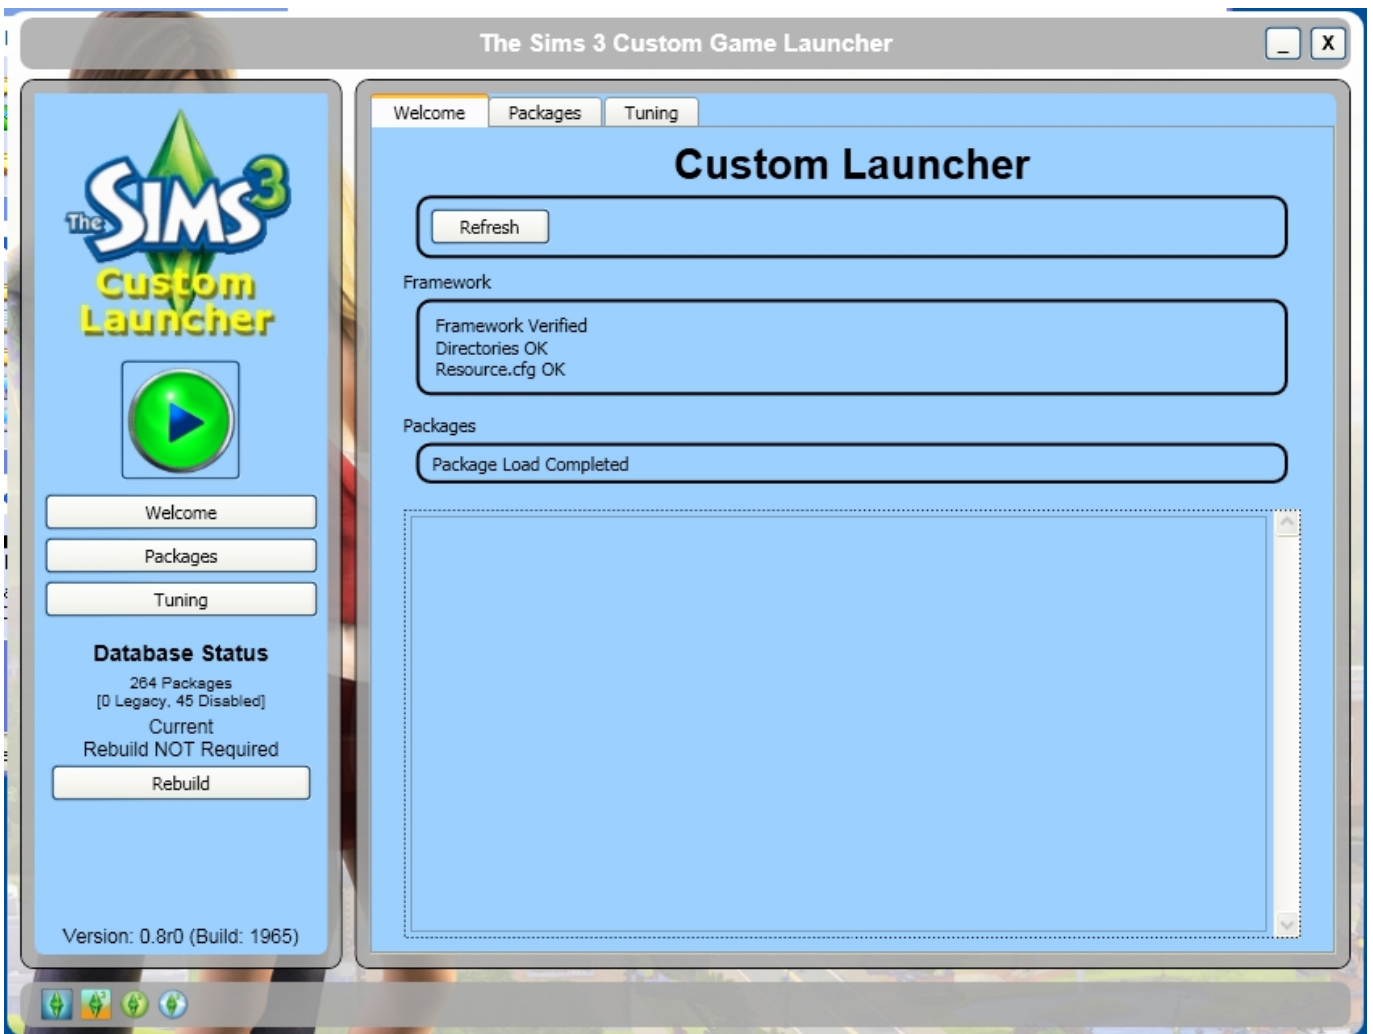 The Sims 3 Custom Game Launcher
_
X
The SIMS 3
Custom
Launcher
Welcome
Packages
Tuning
Database Status
264 Packages
[0 Legacy, 45 Disabled]
Current
Rebuild NOT Required
Rebuild
Version: 0.8r0 (Build: 1965)
Welcome Packages Tuning
Custom Launcher
Refresh
Framework
Framework Verified
Directories OK
Resource.cfg OK
Packages
Package Load Completed